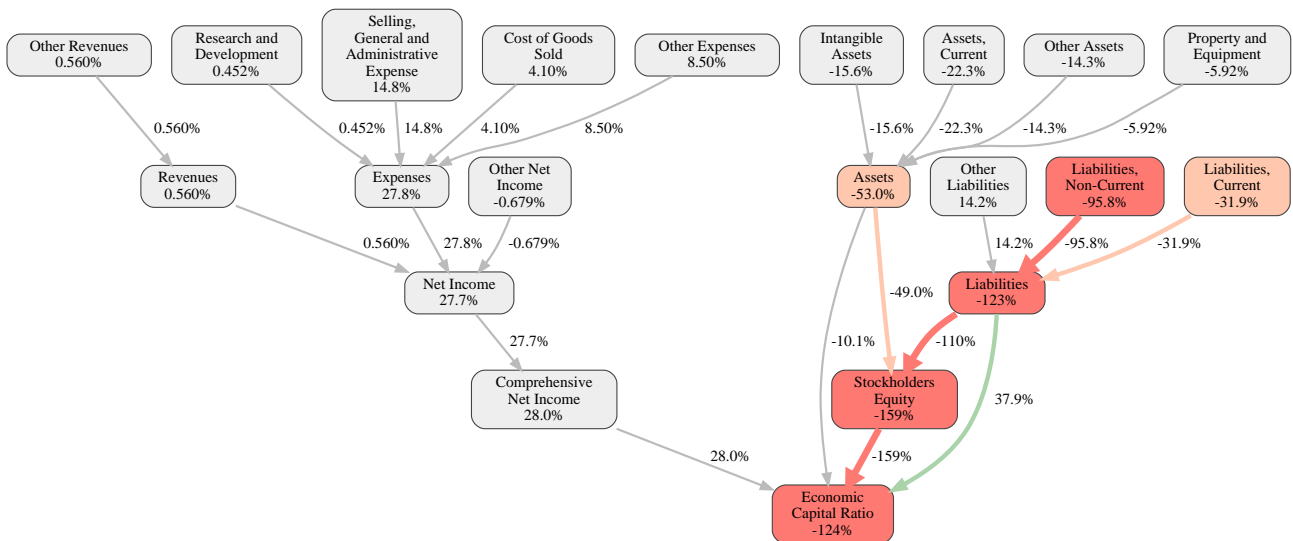 Other Revenues
0.560%
Research and
Development
0.452%
Selling,
General and
Administrative
Expense
14.8%
Cost of Goods
Sold
4.10%
Other Expenses
8.50%
Intangible
Assets
-15.6%
Assets,
Current
-22.3%
Other Assets
-14.3%
Property and
Equipment
-5.92%
0.560%
0.452%
14.8%
4.10%
8.50%
-15.6%
-22.3%
-14.3%
-5.92%
Revenues
0.560%
Expenses
27.8%
Other Net
Income
-0.679%
Assets
-53.0%
Other
Liabilities
14.2%
Liabilities,
Non-Current
-95.8%
Liabilities,
Current
-31.9%
0.560%
27.8%
-0.679%
14.2%
-95.8%
-31.9%
Net Income
27.7%
-49.0%
Liabilities
-123%
27.7%
-10.1%
-110%
Comprehensive
Net Income
28.0%
Stockholders
Equity
-159%
37.9%
28.0%
-159%
Economic
Capital Ratio
-124%